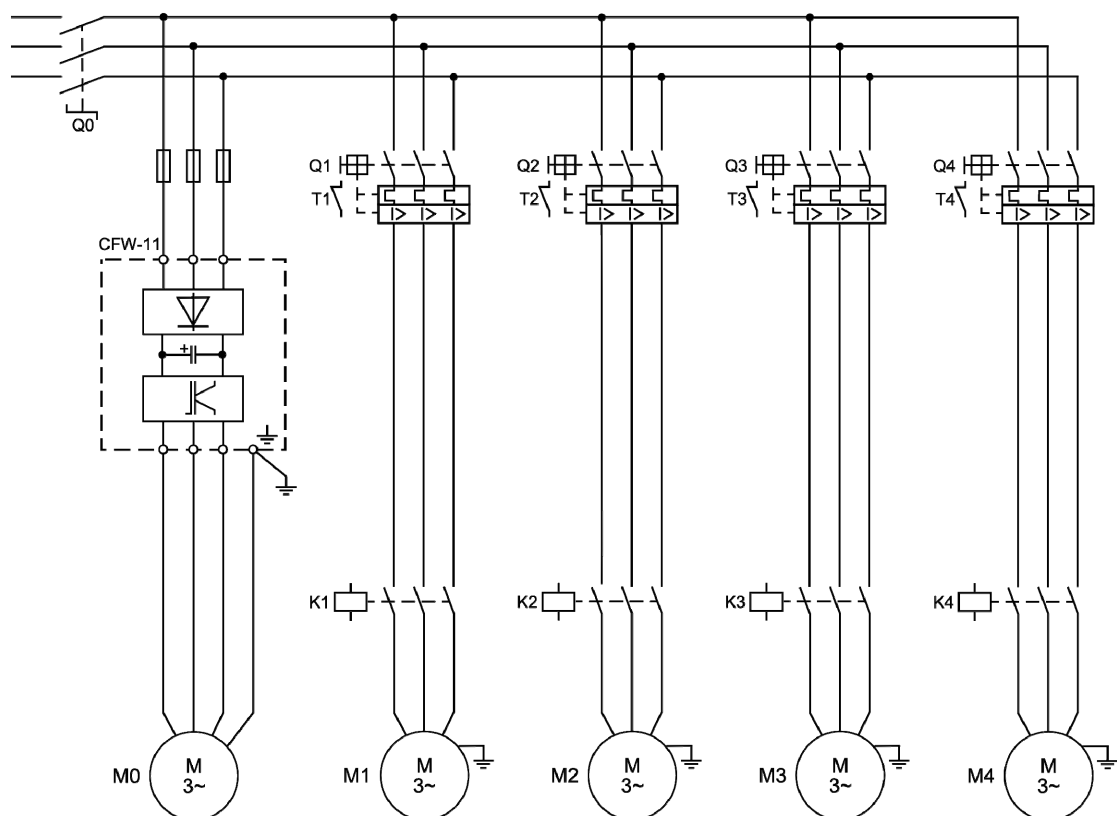 Q0
Q1 Q2 Q3 Q4
T1 T2 T3 T4
I> I> I> I> I> I> I> I> I> I> I> I>
CFW-11
+
K1 K2 K3 K4
M0 M 3~
M1 M 3~
M2 M 3~
M3 M 3~
M4 M 3~